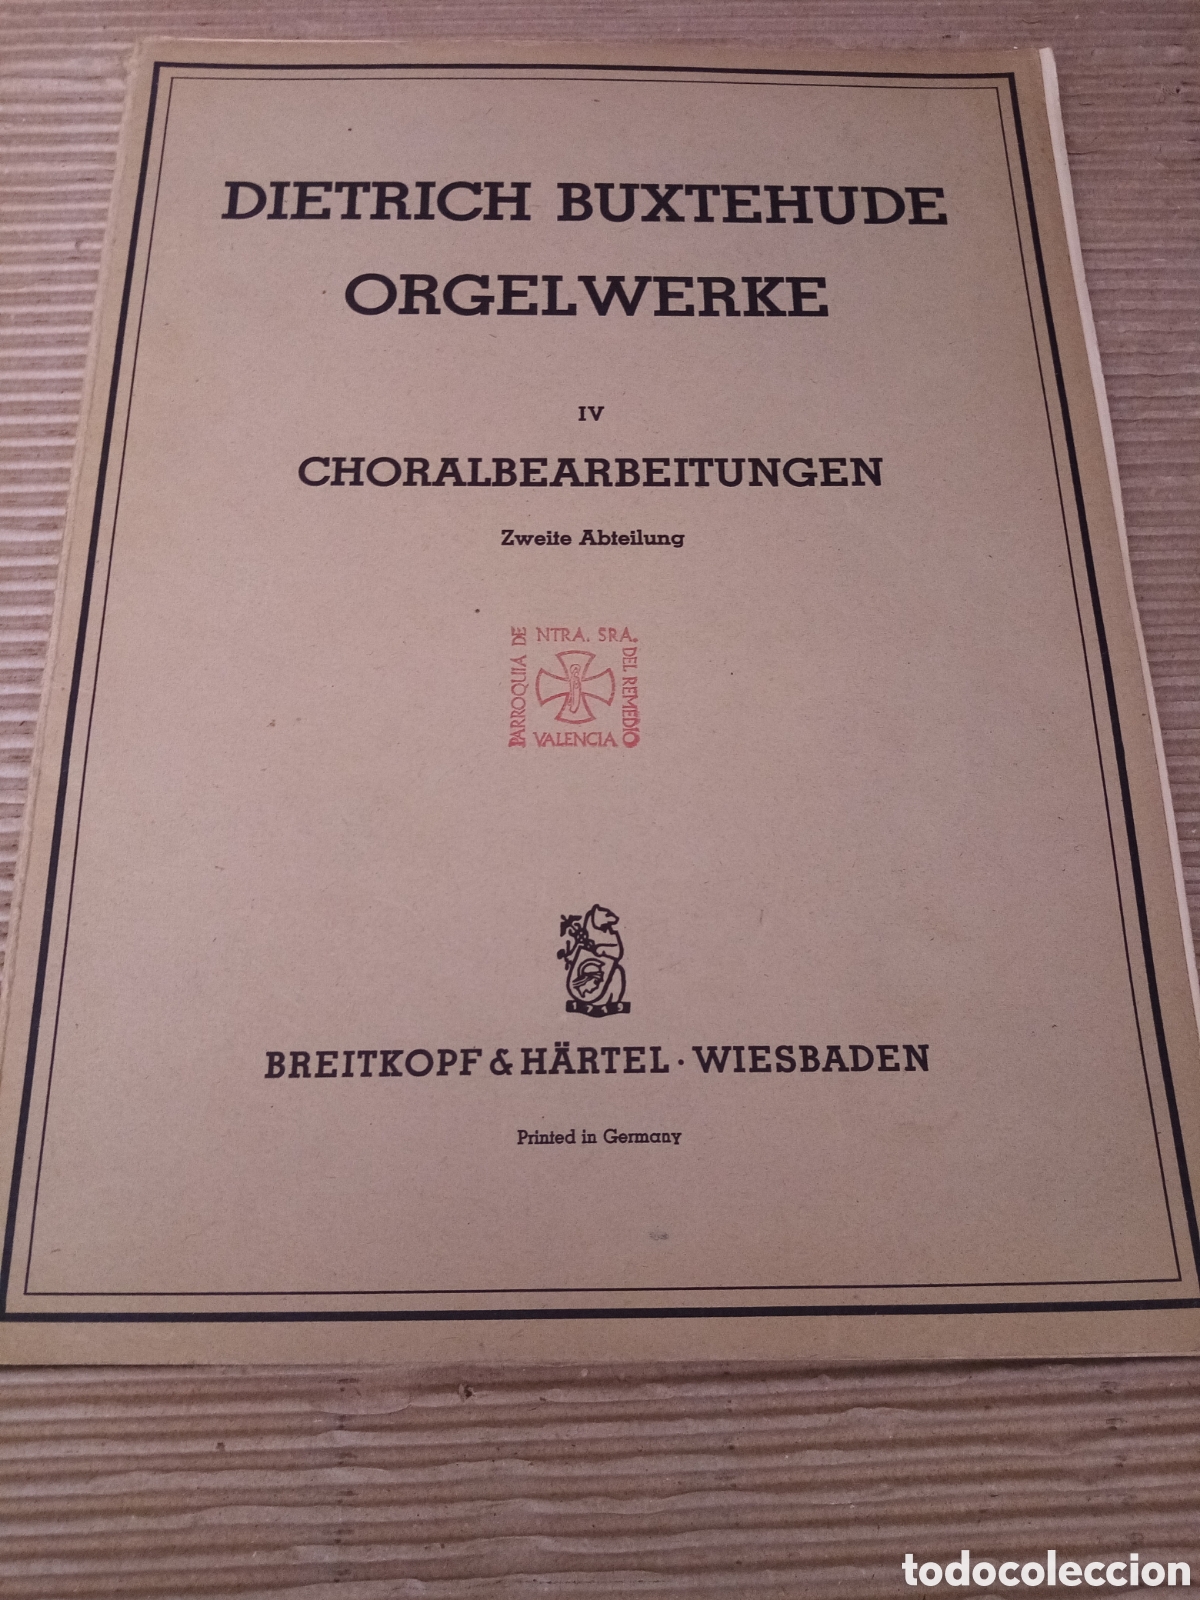 DIETRICH BUXTEHUDE
ORGELWERKE
IV
CHORALBEARBEITUNGEN
Zweite Abteilung
PARROQUIA DE NTRA. SRA. DEL REMEDIO
VALENCIA
1719
BREITKOPF & HÄRTEL · WIESBADEN
Printed in Germany
todocoleccion